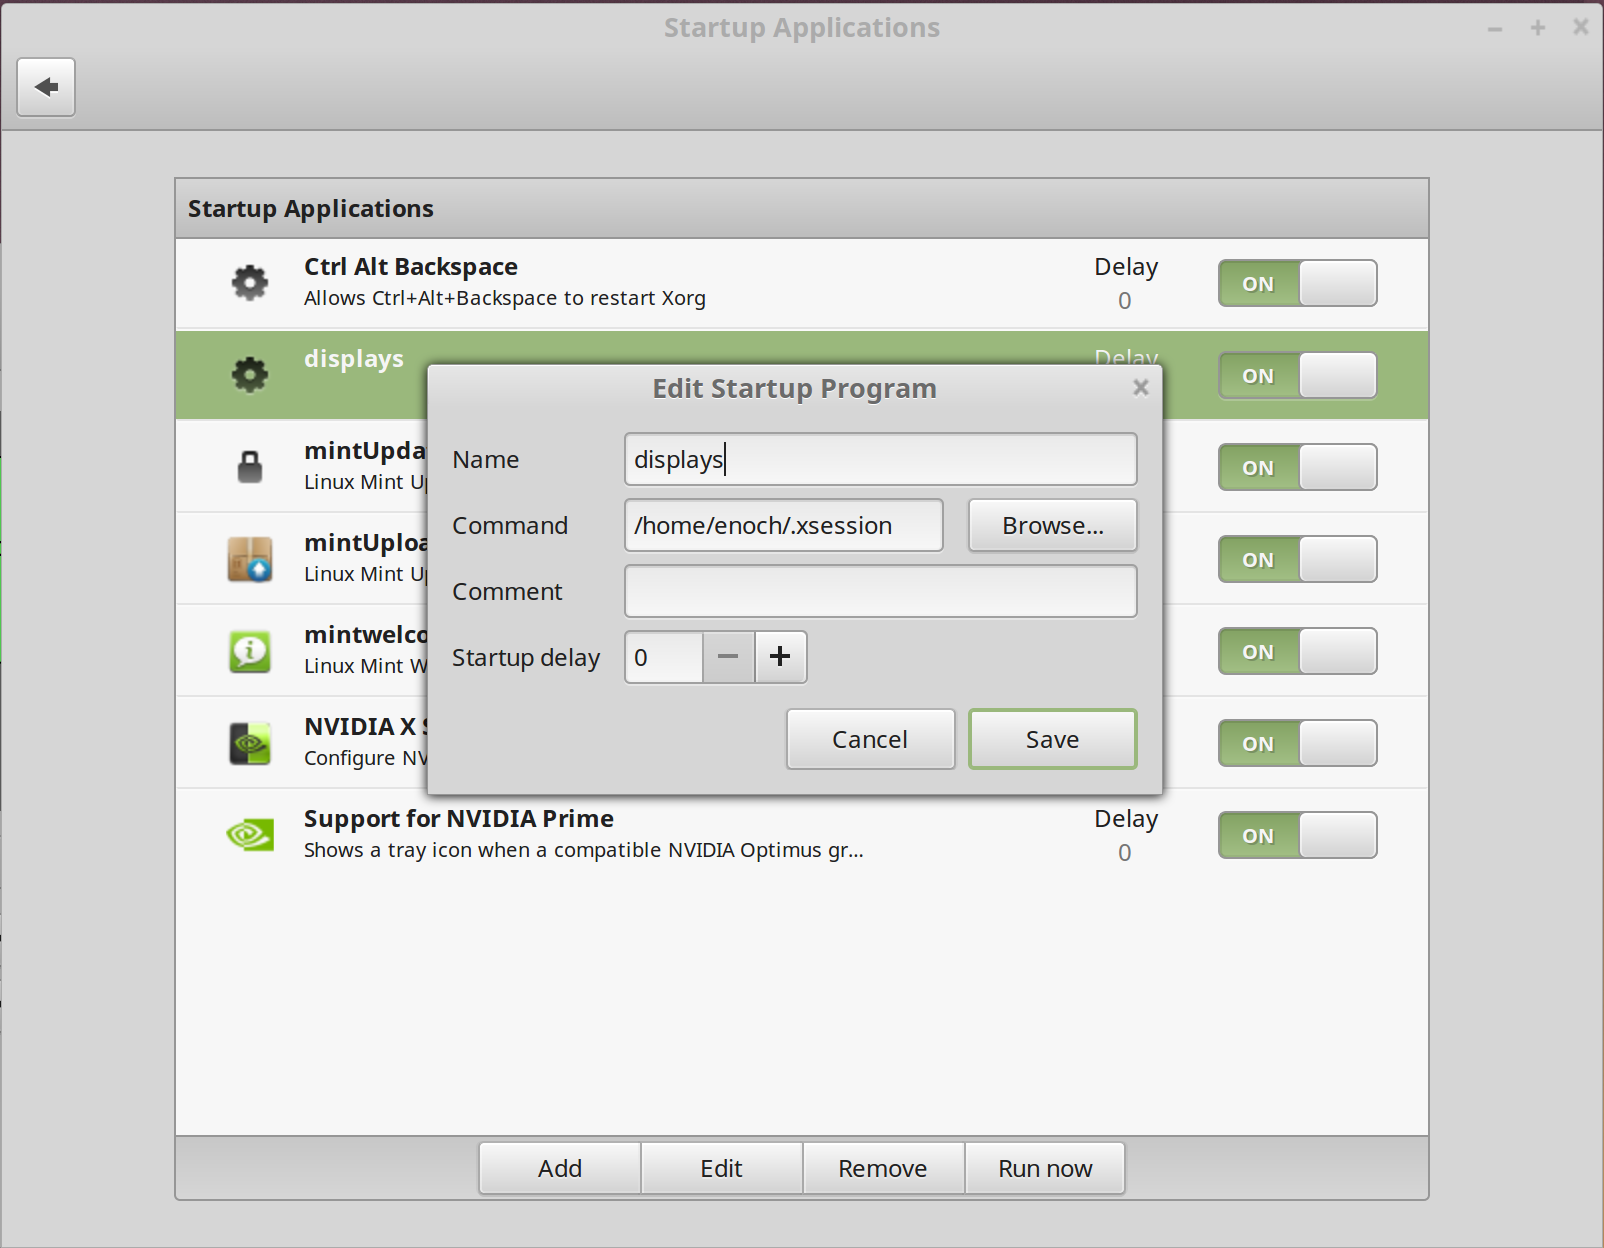 Startup Applications
Startup Applications
Ctrl Alt Backspace
Allows Ctrl+Alt+Backspace to restart Xorg
Delay
0
ON
displays
Delay
ON
Edit Startup Program
Name
displays
Command
/home/enoch/.xsession
Browse...
Comment
Startup delay
0
Cancel
Save
mintUpda
Linux Mint Up
ON
mintUploa
Linux Mint Up
ON
mintwelco
Linux Mint W
ON
NVIDIA X S
Configure NV
ON
Support for NVIDIA Prime
Shows a tray icon when a compatible NVIDIA Optimus gr...
Delay
0
ON
Add
Edit
Remove
Run now